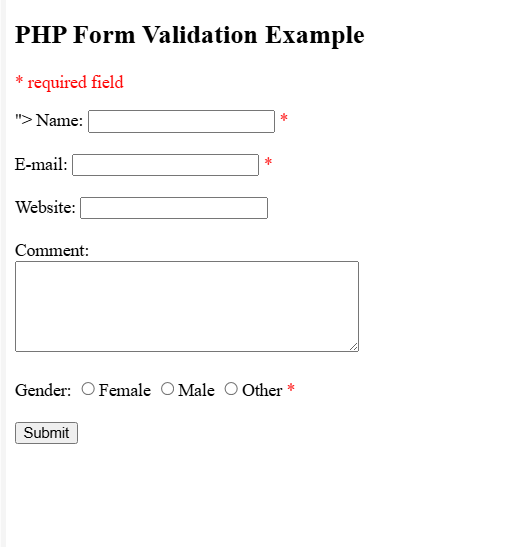 PHP Form Validation Example
* required field
"> Name: *
E-mail: *
Website:
Comment:
Gender: Female Male Other *
Submit